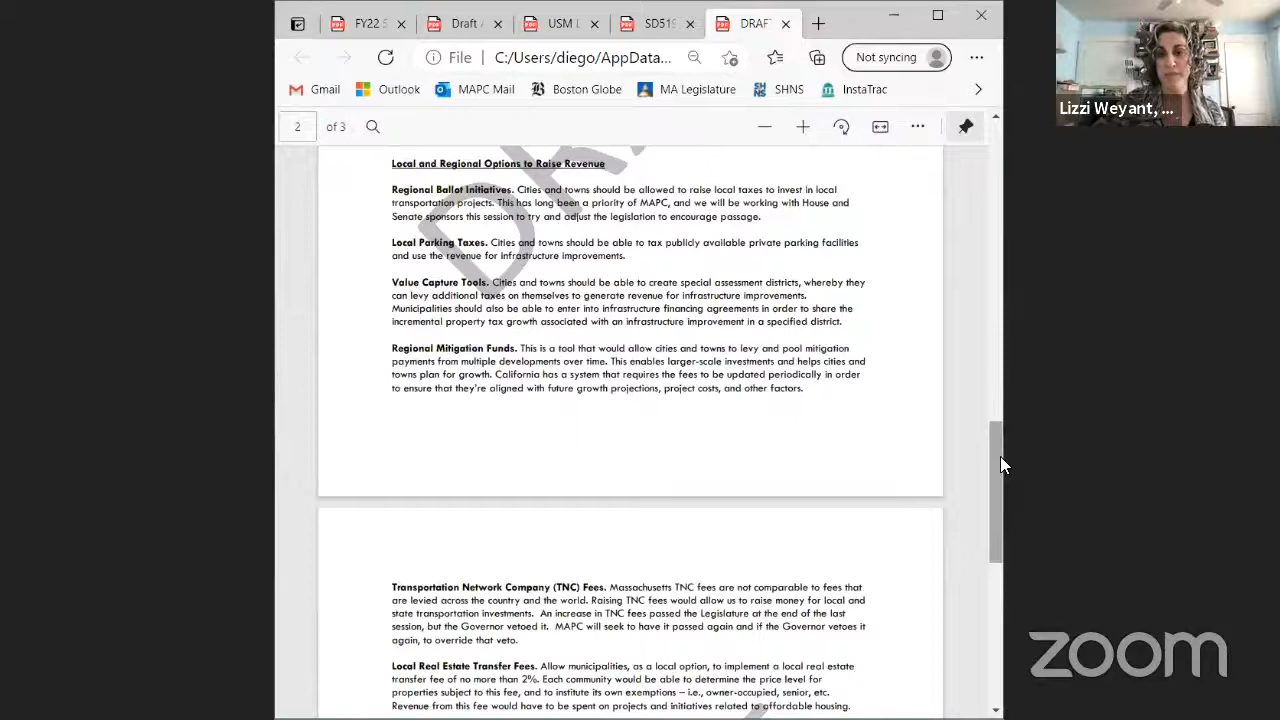 FY22 S
Draft A
USM L
SD519
DRAFT
File
C:/Users/diego/AppData...
Not syncing
Gmail
Outlook
MAPC Mail
Boston Globe
MA Legislature
SHNS
InstaTrac
2 of 3
Lizzi Weyant, ...
Local and Regional Options to Raise Revenue
Regional Ballot Initiatives. Cities and towns should be allowed to raise local taxes to invest in local
transportation projects. This has long been a priority of MAPC, and we will be working with House and
Senate sponsors this session to try and adjust the legislation to encourage passage.
Local Parking Taxes. Cities and towns should be able to tax publicly available private parking facilities
and use the revenue for infrastructure improvements.
Value Capture Tools. Cities and towns should be able to create special assessment districts, whereby they
can levy additional taxes on themselves to generate revenue for infrastructure improvements.
Municipalities should also be able to enter into infrastructure financing agreements in order to share the
incremental property tax growth associated with an infrastructure improvement in a specified district.
Regional Mitigation Funds. This is a tool that would allow cities and towns to levy and pool mitigation
payments from multiple developments over time. This enables larger-scale investments and helps cities and
towns plan for growth. California has a system that requires the fees to be updated periodically in order
to ensure that they're aligned with future growth projections, project costs, and other factors.
Transportation Network Company (TNC) Fees. Massachusetts TNC fees are not comparable to fees that
are levied across the country and the world. Raising TNC fees would allow us to raise money for local and
state transportation investments. An increase in TNC fees passed the Legislature at the end of the last
session, but the Governor vetoed it. MAPC will seek to have it passed again and if the Governor vetoes it
again, to override that veto.
Local Real Estate Transfer Fees. Allow municipalities, as a local option, to implement a local real estate
transfer fee of no more than 2%. Each community would be able to determine the price level for
properties subject to this fee, and to institute its own exemptions – i.e., owner-occupied, senior, etc.
Revenue from this fee would have to be spent on projects and initiatives related to affordable housing.
zoom